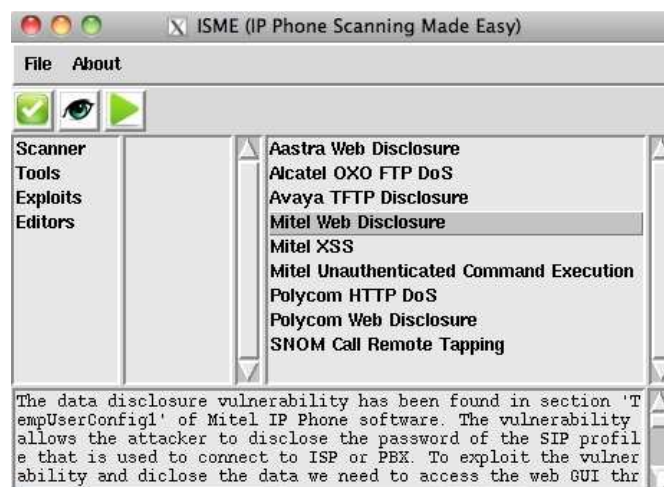 ISME (IP Phone Scanning Made Easy)
File About
Scanner
Tools
Exploits
Editors
Aastra Web Disclosure
Alcatel OXO FTP DoS
Avaya TFTP Disclosure
Mitel Web Disclosure
Mitel XSS
Mitel Unauthenticated Command Execution
Polycom HTTP DoS
Polycom Web Disclosure
SNOM Call Remote Tapping
The data disclosure vulnerability has been found in section 'T
empUserConfig1' of Mitel IP Phone software. The vulnerability
allows the attacker to disclose the password of the SIP profil
e that is used to connect to ISP or PBX. To exploit the vulner
ability and diclose the data we need to access the web GUI thr